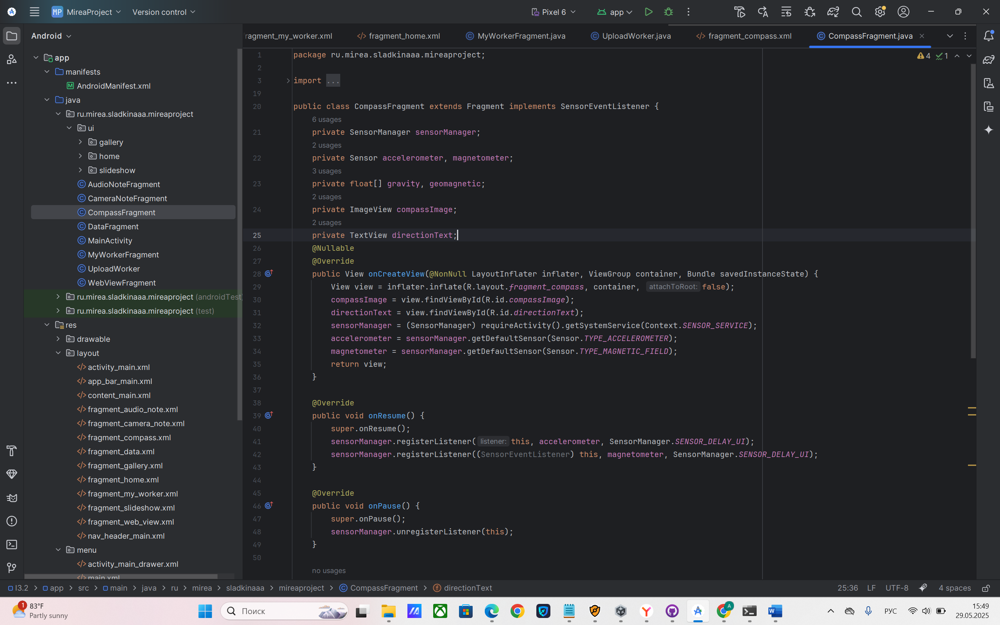 MP MireaProject Version control Pixel 6 app
Android
app
manifests
AndroidManifest.xml
java
ru.mirea.sladkinaaa.mireaproject
ui
gallery
home
slideshow
AudioNoteFragment
CameraNoteFragment
CompassFragment
DataFragment
MainActivity
MyWorkerFragment
UploadWorker
WebViewFragment
ru.mirea.sladkinaaa.mireaproject (androidTest)
ru.mirea.sladkinaaa.mireaproject (test)
res
drawable
layout
activity_main.xml
app_bar_main.xml
content_main.xml
fragment_audio_note.xml
fragment_camera_note.xml
fragment_compass.xml
fragment_data.xml
fragment_gallery.xml
fragment_home.xml
fragment_my_worker.xml
fragment_slideshow.xml
fragment_web_view.xml
nav_header_main.xml
menu
activity_main_drawer.xml
main.xml
ragment_my_worker.xml fragment_home.xml MyWorkerFragment.java UploadWorker.java fragment_compass.xml CompassFragment.java
4 1
1 package ru.mirea.sladkinaaa.mireaproject;
2
3 import ...
19
20 public class CompassFragment extends Fragment implements SensorEventListener {
6 usages
21 private SensorManager sensorManager;
2 usages
22 private Sensor accelerometer, magnetometer;
3 usages
23 private float[] gravity, geomagnetic;
2 usages
24 private ImageView compassImage;
2 usages
25 private TextView directionText;
26 @Nullable
27 @Override
28 public View onCreateView(@NonNull LayoutInflater inflater, ViewGroup container, Bundle savedInstanceState) {
29 View view = inflater.inflate(R.layout.fragment_compass, container, attachToRoot: false);
30 compassImage = view.findViewById(R.id.compassImage);
31 directionText = view.findViewById(R.id.directionText);
32 sensorManager = (SensorManager) requireActivity().getSystemService(Context.SENSOR_SERVICE);
33 accelerometer = sensorManager.getDefaultSensor(Sensor.TYPE_ACCELEROMETER);
34 magnetometer = sensorManager.getDefaultSensor(Sensor.TYPE_MAGNETIC_FIELD);
35 return view;
36 }
37
38 @Override
39 public void onResume() {
40 super.onResume();
41 sensorManager.registerListener( listener: this, accelerometer, SensorManager.SENSOR_DELAY_UI);
42 sensorManager.registerListener((SensorEventListener) this, magnetometer, SensorManager.SENSOR_DELAY_UI);
43 }
44
45 @Override
46 public void onPause() {
47 super.onPause();
48 sensorManager.unregisterListener(this);
49 }
50
no usages
l3.2 > app > src > main > java > ru > mirea > sladkinaaa > mireaproject > CompassFragment > directionText 25:36 LF UTF-8 4 spaces
1 83°F
Partly sunny
Поиск
A
РУС
15:49
29.05.2025